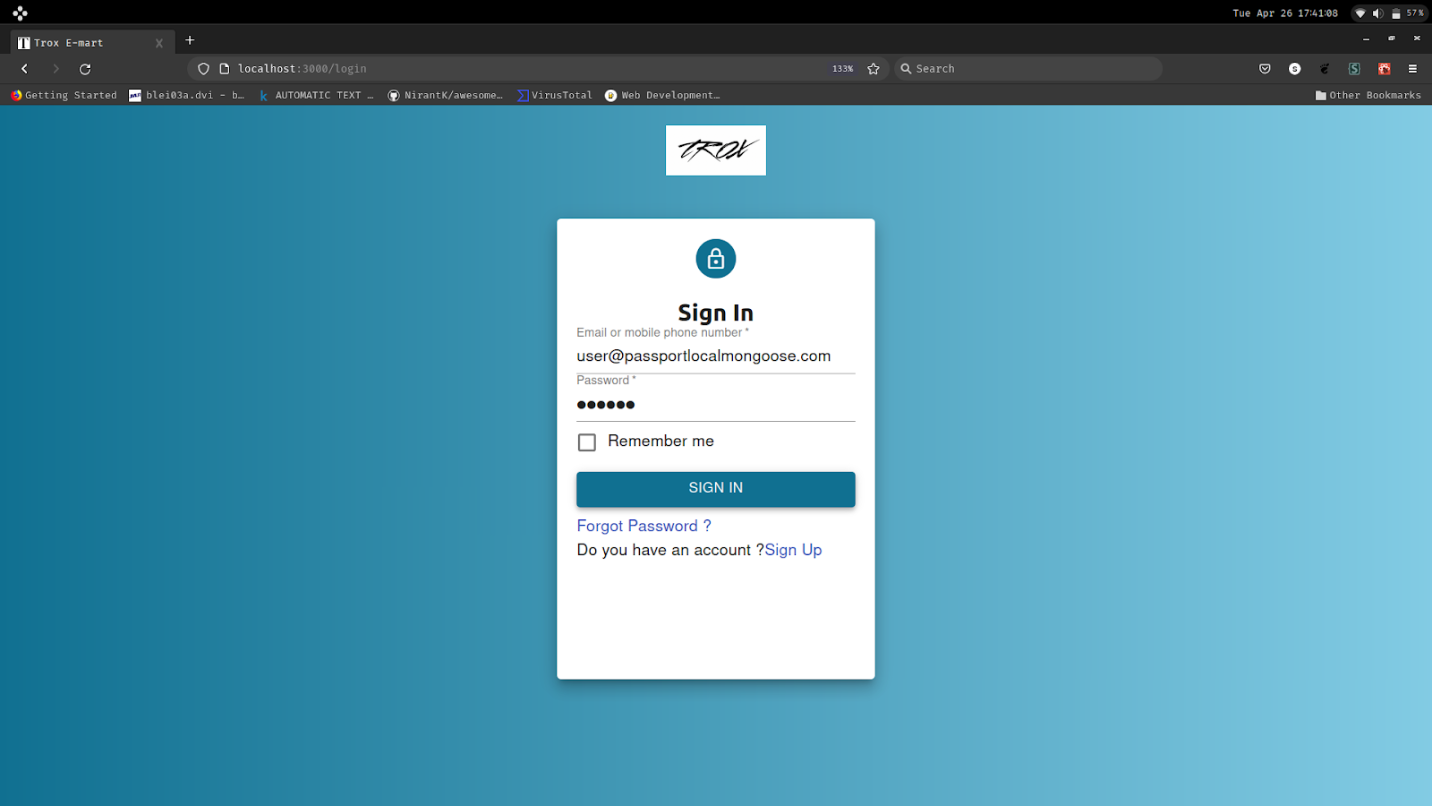 Tue Apr 26 17:41:08 57%
Trox E-mart
localhost:3000/login 133% Search
Getting Started blei03a.dvi - b… AUTOMATIC TEXT … NirantK/awesome… VirusTotal Web Development… Other Bookmarks
TROX
Sign In
Email or mobile phone number *
user@passportlocalmongoose.com
Password *
●●●●●●
Remember me
SIGN IN
Forgot Password ?
Do you have an account ?Sign Up